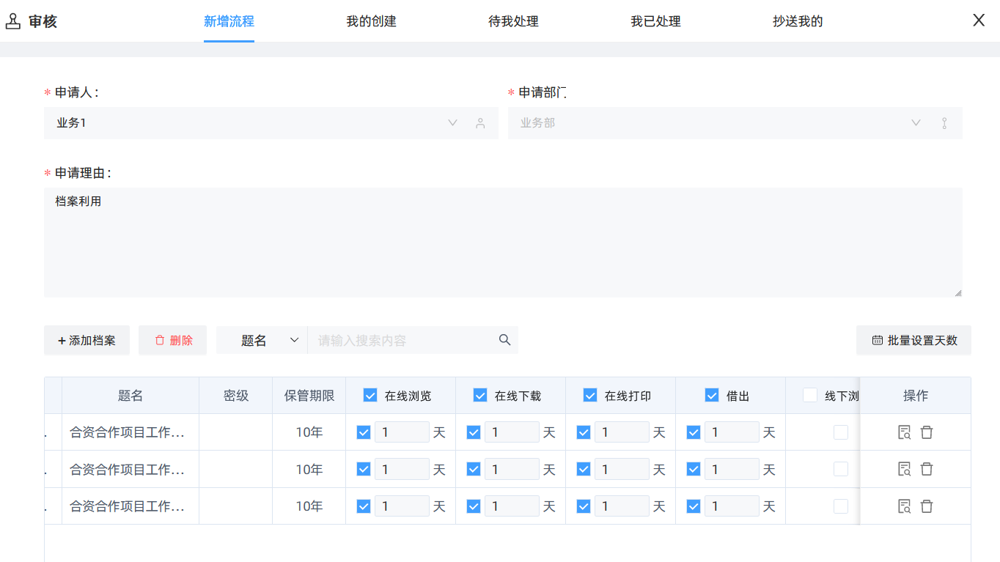 审核 新增流程 我的创建 待我处理 我已处理 抄送我的 X
* 申请人： * 申请部门
业务1 业务部
* 申请理由：
档案利用
+ 添加档案 删除 题名 请输入搜索内容 批量设置天数
题名 密级 保管期限 在线浏览 在线下载 在线打印 借出 线下浏 操作
. 合资合作项目工作... 10年 1 天 1 天 1 天 1 天
. 合资合作项目工作... 10年 1 天 1 天 1 天 1 天
. 合资合作项目工作... 10年 1 天 1 天 1 天 1 天